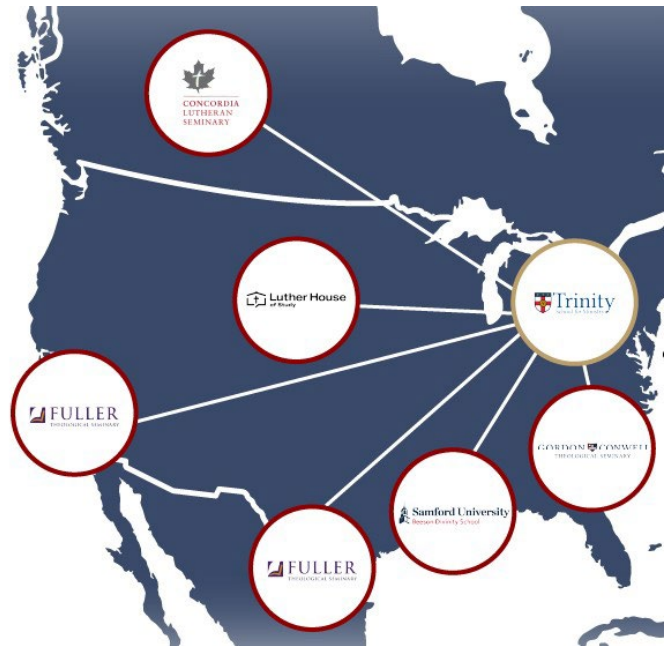 CONCORDIA
LUTHERAN
SEMINARY
Luther House
of Study
Trinity
School for Ministry
FULLER
THEOLOGICAL SEMINARY
GORDON CONWELL
THEOLOGICAL SEMINARY
Samford University
Beeson Divinity School
FULLER
THEOLOGICAL SEMINARY